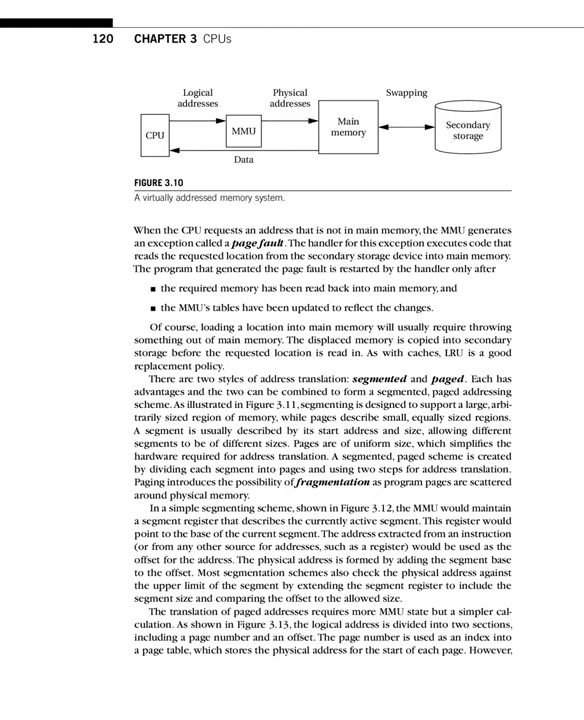 120 CHAPTER 3 CPUs
Logical
addresses
Physical
addresses
Swapping
CPU
MMU
Main
memory
Secondary
storage
Data
FIGURE 3.10
A virtually addressed memory system.
When the CPU requests an address that is not in main memory, the MMU generates
an exception called a page fault. The handler for this exception executes code that
reads the requested location from the secondary storage device into main memory.
The program that generated the page fault is restarted by the handler only after
■ the required memory has been read back into main memory, and
■ the MMU's tables have been updated to reflect the changes.
Of course, loading a location into main memory will usually require throwing
something out of main memory. The displaced memory is copied into secondary
storage before the requested location is read in. As with caches, LRU is a good
replacement policy.
There are two styles of address translation: segmented and paged. Each has
advantages and the two can be combined to form a segmented, paged addressing
scheme. As illustrated in Figure 3.11, segmenting is designed to support a large, arbi-
trarily sized region of memory, while pages describe small, equally sized regions.
A segment is usually described by its start address and size, allowing different
segments to be of different sizes. Pages are of uniform size, which simplifies the
hardware required for address translation. A segmented, paged scheme is created
by dividing each segment into pages and using two steps for address translation.
Paging introduces the possibility of fragmentation as program pages are scattered
around physical memory.
In a simple segmenting scheme, shown in Figure 3.12, the MMU would maintain
a segment register that describes the currently active segment. This register would
point to the base of the current segment. The address extracted from an instruction
(or from any other source for addresses, such as a register) would be used as the
offset for the address. The physical address is formed by adding the segment base
to the offset. Most segmentation schemes also check the physical address against
the upper limit of the segment by extending the segment register to include the
segment size and comparing the offset to the allowed size.
The translation of paged addresses requires more MMU state but a simpler cal-
culation. As shown in Figure 3.13, the logical address is divided into two sections,
including a page number and an offset. The page number is used as an index into
a page table, which stores the physical address for the start of each page. However,